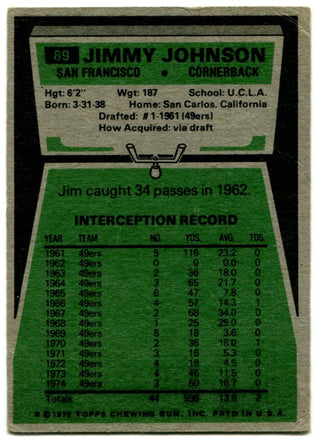 69 JIMMY JOHNSON
SAN FRANCISCO • CORNERBACK
Hgt: 6'2" Wgt: 187 School: U.C.L.A.
Born: 3-31-38 Home: San Carlos, California
Drafted: #1-1961 (49ers)
How Acquired: via draft
Jim caught 34 passes in 1962.
INTERCEPTION RECORD
YEAR TEAM NO. YDS. AVG. TDS.
1961 49ers 5 116 23.2 0
1962 49ers 0 0 0.0 0
1963 49ers 2 36 18.0 0
1964 49ers 3 65 21.7 0
1965 49ers 6 47 7.8 0
1966 49ers 4 57 14.3 1
1967 49ers 2 68 34.0 0
1968 49ers 1 25 25.0 0
1969 49ers 5 18 3.6 0
1970 49ers 2 36 18.0 1
1971 49ers 3 16 5.3 0
1972 49ers 4 18 4.5 0
1973 49ers 4 46 11.5 0
1974 49ers 3 50 16.7 0
Totals 44 598 13.6 2
© 1975 TOPPS CHEWING GUM, INC. PRT'D IN U.S.A.